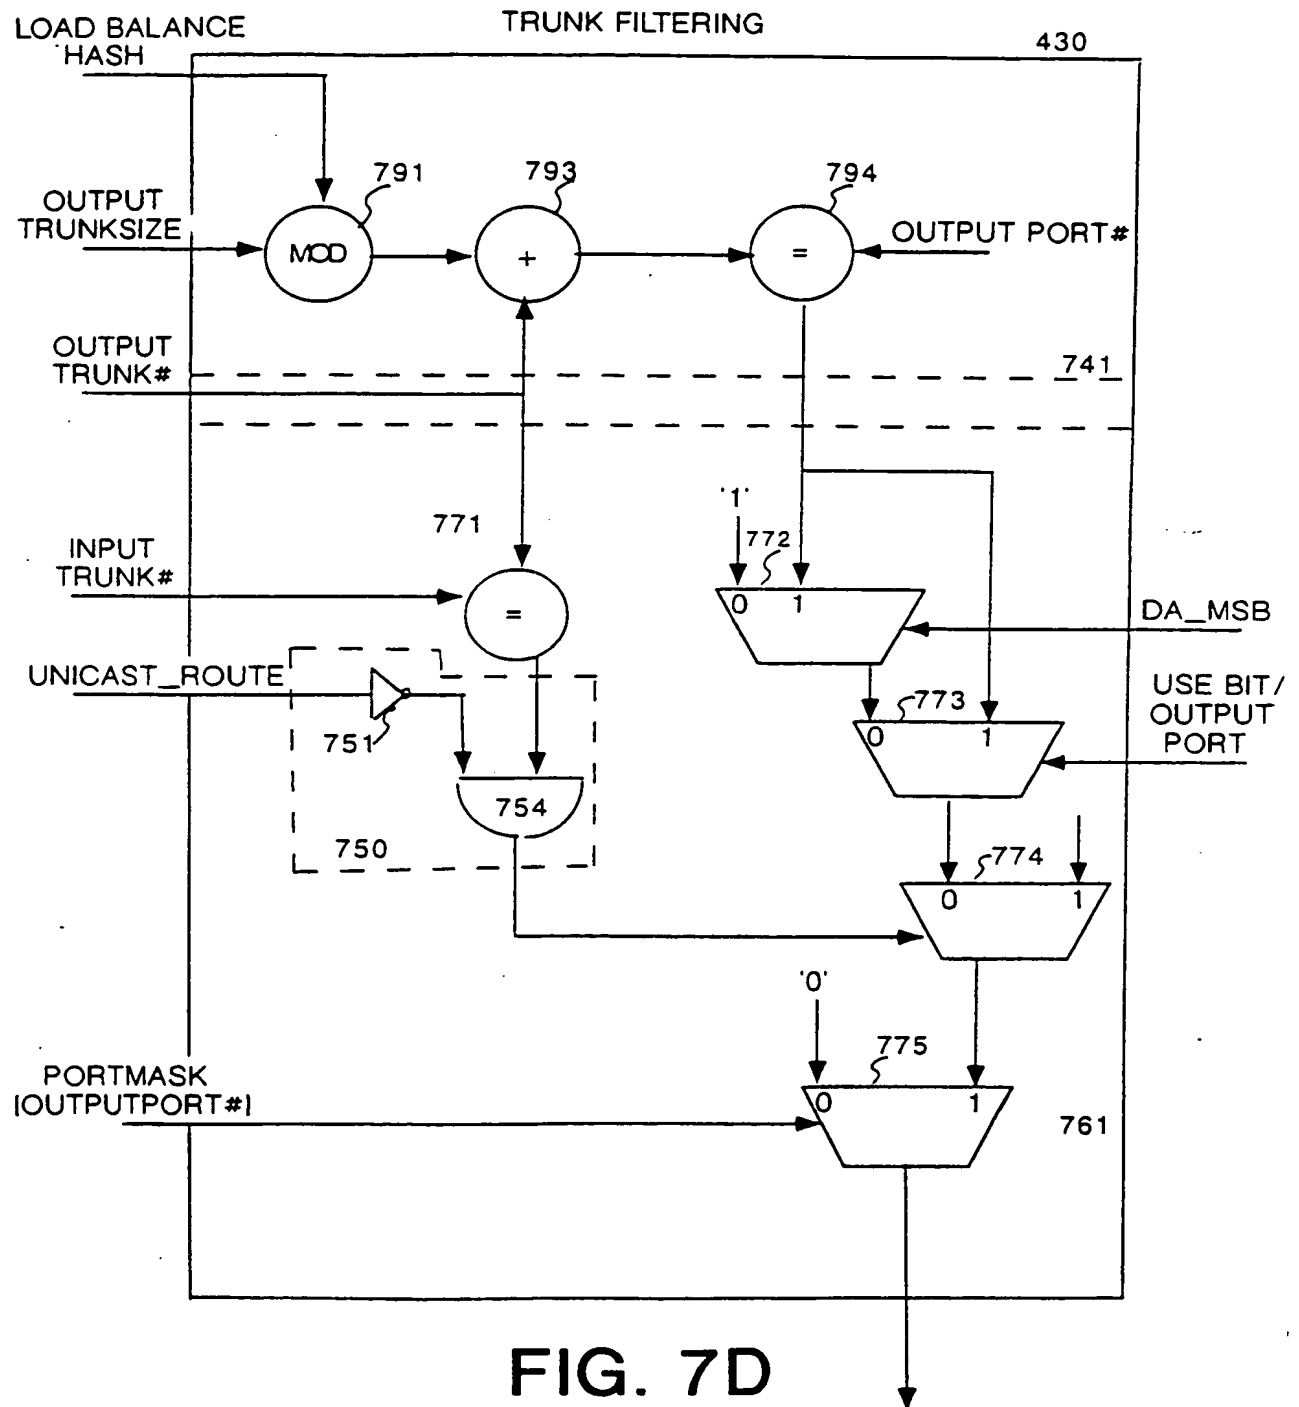 TRUNK FILTERING
LOAD BALANCE
HASH
430
791
793
794
OUTPUT
TRUNKSIZE
MOD
+
=
OUTPUT PORT#
OUTPUT
TRUNK#
741
'1'
771
772
INPUT
TRUNK#
0 1
=
DA_MSB
UNICAST_ROUTE
USE BIT/
OUTPUT
PORT
773
0 1
751
754
750
774
0 1
'0'
775
PORTMASK
[OUTPUTPORT#]
0 1
761
FIG. 7D